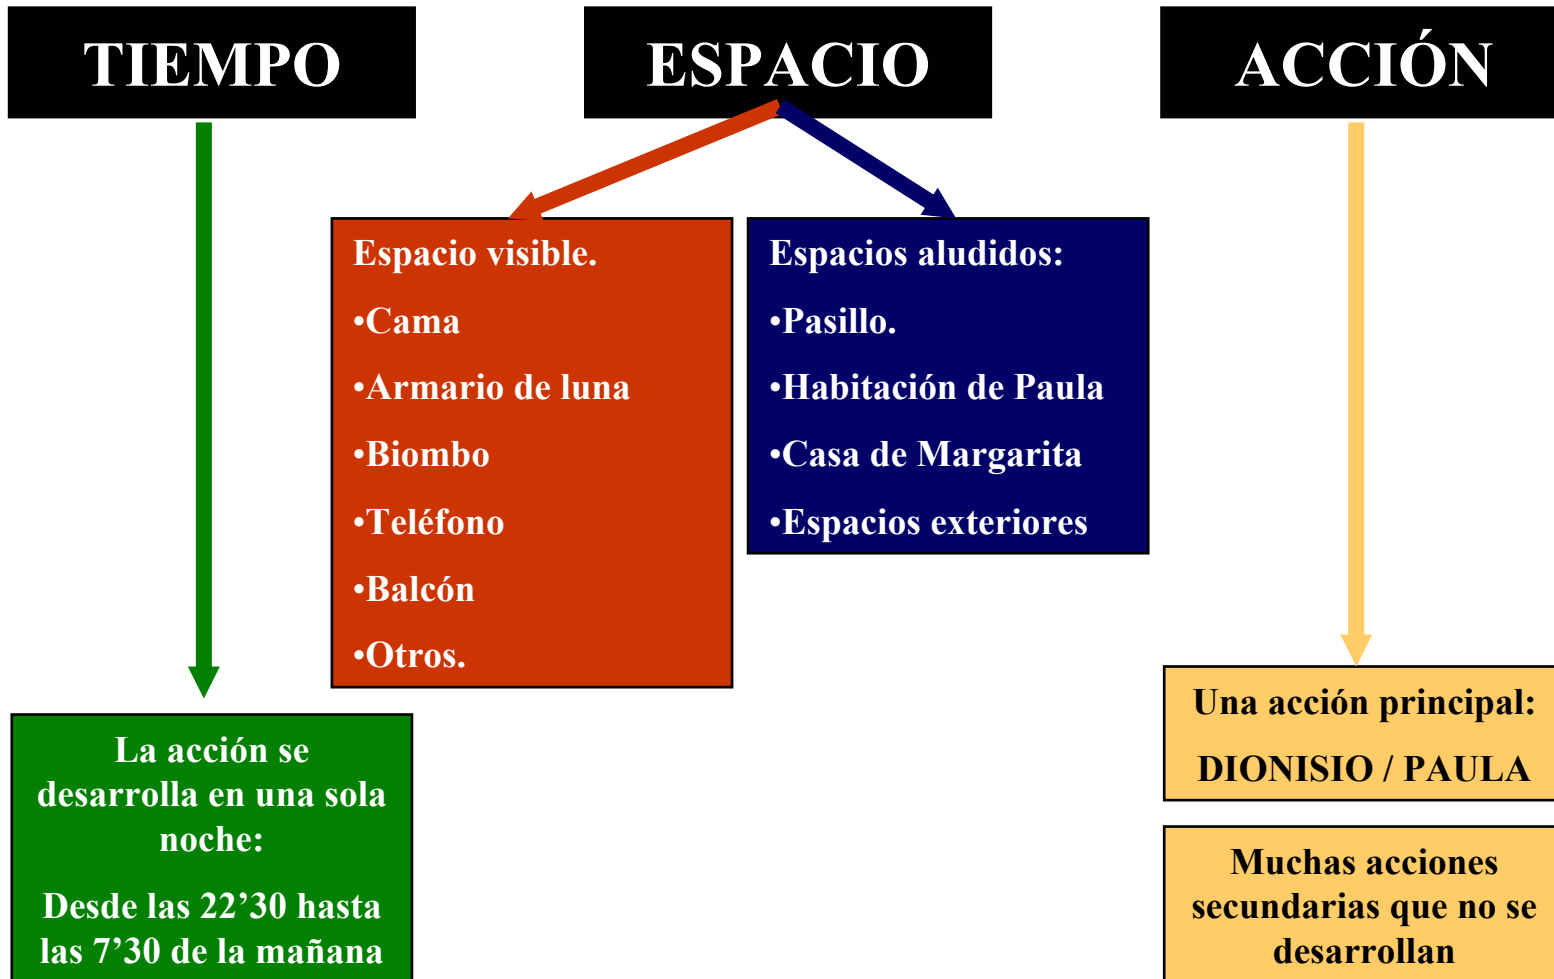 TIEMPO
ESPACIO
ACCIÓN
Espacio visible.
•Cama
•Armario de luna
•Biombo
•Teléfono
•Balcón
•Otros.
Espacios aludidos:
•Pasillo.
•Habitación de Paula
•Casa de Margarita
•Espacios exteriores
La acción se
desarrolla en una sola
noche:
Desde las 22’30 hasta
las 7’30 de la mañana
Una acción principal:
DIONISIO / PAULA
Muchas acciones
secundarias que no se
desarrollan